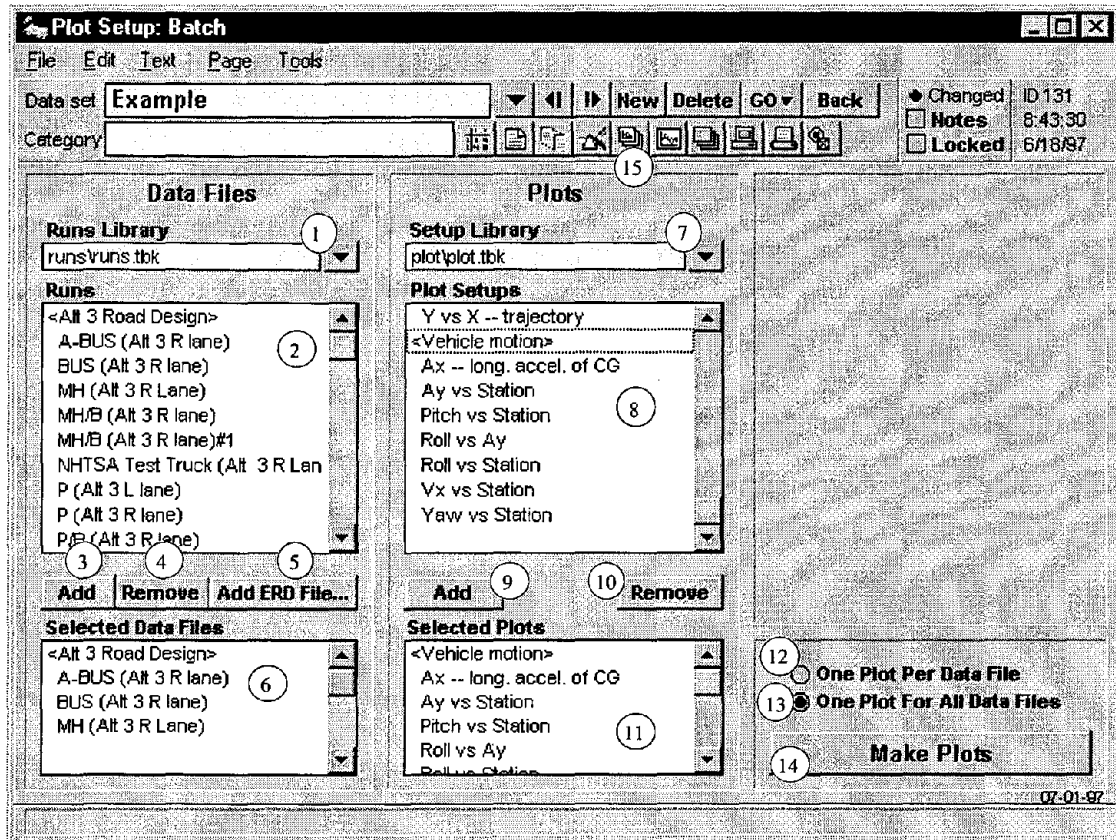 Plot Setup: Batch
File Edit Text Page Tools
Data set Example New Delete GO Back
Category
Changed ID 131
Notes 8:43:30
Locked 6/18/97
15
Data Files
Runs Library 1
runs\runs.tbk
Runs
<Alt 3 Road Design>
A-BUS (Alt 3 R lane) 2
BUS (Alt 3 R lane)
MH (Alt 3 R Lane)
MH/B (Alt 3 R lane)
MH/B (Alt 3 R lane)#1
NHTSA Test Truck (Alt 3 R Lan
P (Alt 3 L lane)
P (Alt 3 R lane)
P/B (Alt 3 R lane)
3 4 5
Add Remove Add ERD File...
Selected Data Files
<Alt 3 Road Design>
A-BUS (Alt 3 R lane) 6
BUS (Alt 3 R lane)
MH (Alt 3 R Lane)
Plots
Setup Library 7
plot\plot.tbk
Plot Setups
Y vs X -- trajectory
<Vehicle motion>
Ax -- long. accel. of CG
Ay vs Station 8
Pitch vs Station
Roll vs Ay
Roll vs Station
Vx vs Station
Yaw vs Station
9 10
Add Remove
Selected Plots
<Vehicle motion>
Ax -- long. accel. of CG
Ay vs Station
Pitch vs Station 11
Roll vs Ay
Roll vs Station
12 One Plot Per Data File
13 One Plot For All Data Files
14 Make Plots
07-01-97